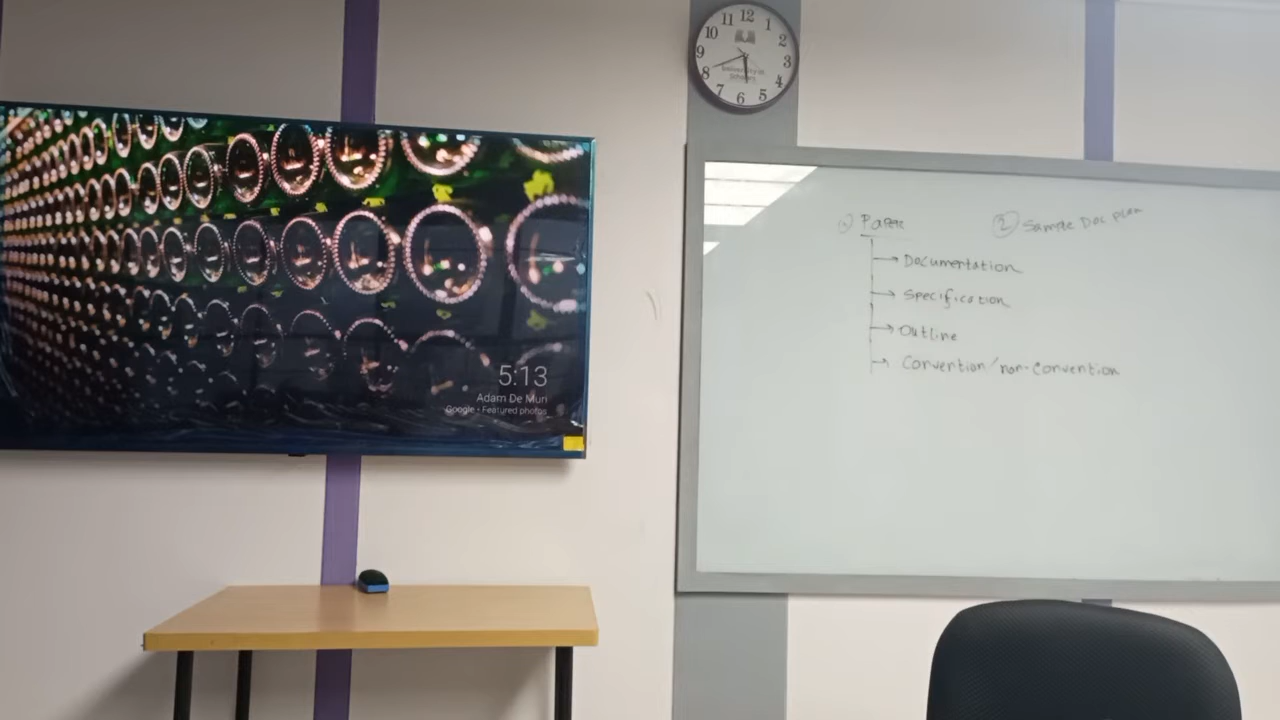 12
11 1
10 2
9 3
8 4
7 5
6
5:13
Adam De Mun
Google • Featured photos
① Paper
② Sample Doc plan
Documentation
Specification
Outline
Convention/non-convention